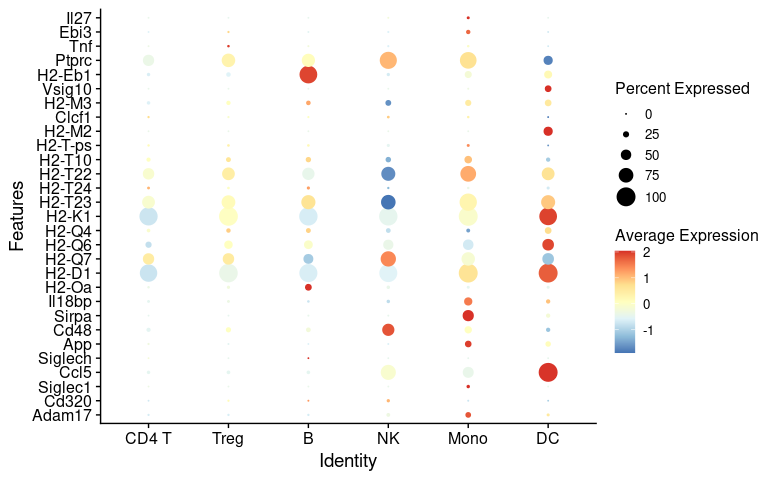 Il27
Ebi3
Tnf
Ptprc
H2-Eb1
Vsig10
H2-M3
Clcf1
H2-M2
H2-T-ps
H2-T10
H2-T22
H2-T24
H2-T23
H2-K1
H2-Q4
H2-Q6
H2-Q7
H2-D1
H2-Oa
Il18bp
Sirpa
Cd48
App
Siglech
Ccl5
Siglec1
Cd320
Adam17
Features
CD4 T Treg B NK Mono DC
Identity
Percent Expressed
0
25
50
75
100
Average Expression
2
1
0
-1